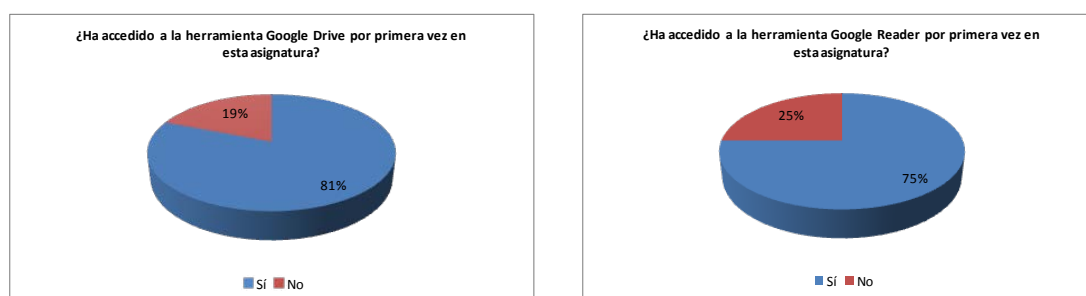 ¿Ha accedido a la herramienta Google Drive por primera vez en
esta asignatura?
19%
81%
Sí No
¿Ha accedido a la herramienta Google Reader por primera vez en
esta asignatura?
25%
75%
Sí No